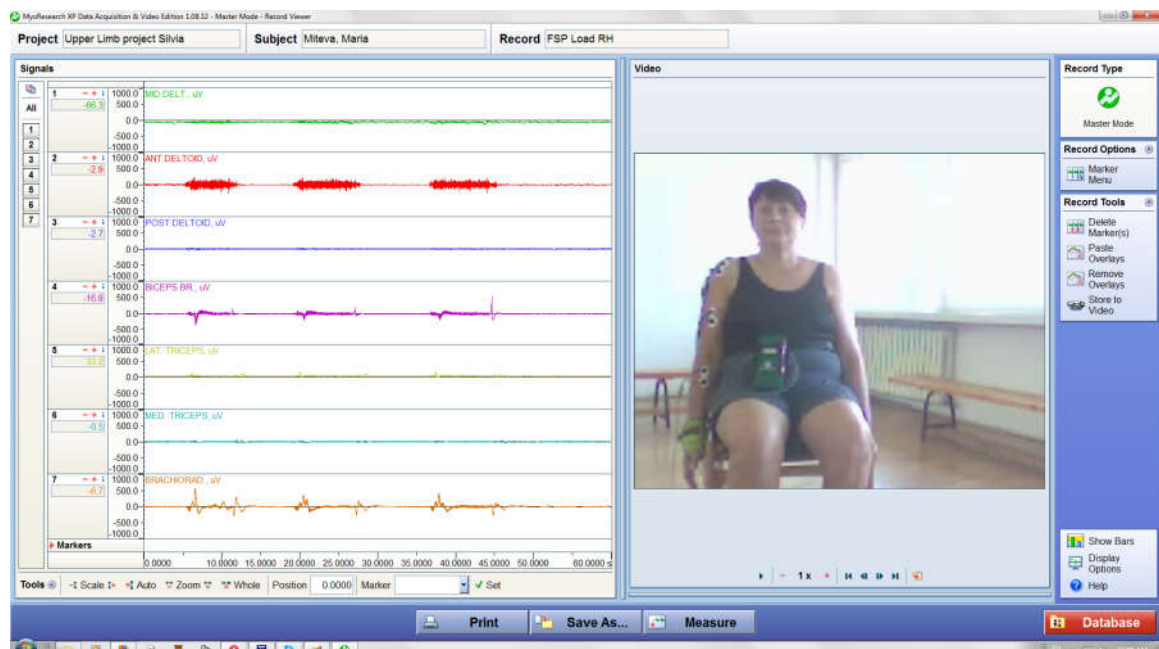 MyoResearch XP Data Acquisition & Video Edition 1.08.32 - Master Mode - Record Viewer
Project Upper Limb project Silvia Subject Miteva, Maria Record FSP Load RH
Signals
Video
Record Type
All
1
2
3
4
5
6
7
1 1000.0 MID.DELT., uV
-66.3 500.0
0.0
-500.0
-1000.0
2 1000.0 ANT.DELTOID, uV
-2.9 500.0
0.0
-500.0
-1000.0
3 1000.0 POST.DELTOID, uV
-2.7 500.0
0.0
-500.0
-1000.0
4 1000.0 BICEPS BR., uV
-16.8 500.0
0.0
-500.0
-1000.0
5 1000.0 LAT. TRICEPS, uV
500.0
0.0
-500.0
-1000.0
6 1000.0 MED. TRICEPS, uV
500.0
0.0
-500.0
-1000.0
7 1000.0 BRACHIORAD., uV
500.0
0.0
-500.0
-1000.0
Markers
0.0000 10.0000 15.0000 20.0000 25.0000 30.0000 35.0000 40.0000 45.0000 50.0000 60.0000 s
Tools Scale Auto Zoom Whole Position 0.0000 Marker Set
1 x
Master Mode
Record Options
Marker
Menu
Record Tools
Delete
Marker(s)
Paste
Overlays
Remove
Overlays
Store to
Video
Show Bars
Display
Options
Help
Print Save As... Measure Database